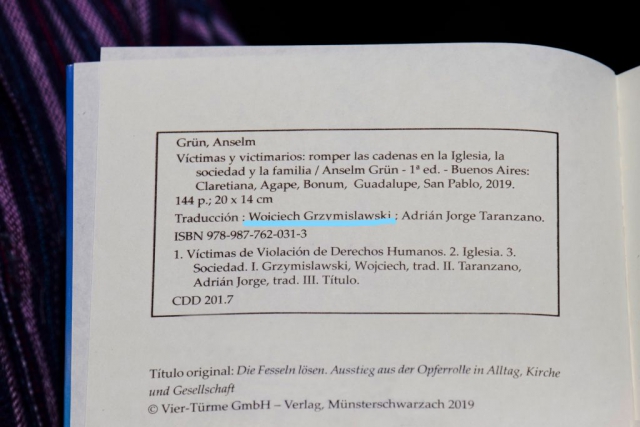 Grün, Anselm
Víctimas y victimarios: romper las cadenas en la Iglesia, la
sociedad y la familia / Anselm Grün - 1ª ed. - Buenos Aires:
Claretiana, Agape, Bonum, Guadalupe, San Pablo, 2019.
144 p.; 20 x 14 cm
Traducción : Wojciech Grzymislawski ; Adrián Jorge Taranzano.
ISBN 978-987-762-031-3
1. Víctimas de Violación de Derechos Humanos. 2. Iglesia. 3.
Sociedad. I. Grzymislawski, Wojciech, trad. II. Taranzano,
Adrián Jorge, trad. III. Título.
CDD 201.7
Título original: Die Fesseln lösen. Ausstieg aus der Opferrolle in Alltag, Kirche
und Gesellschaft
© Vier-Türme GmbH – Verlag, Münsterschwarzach 2019